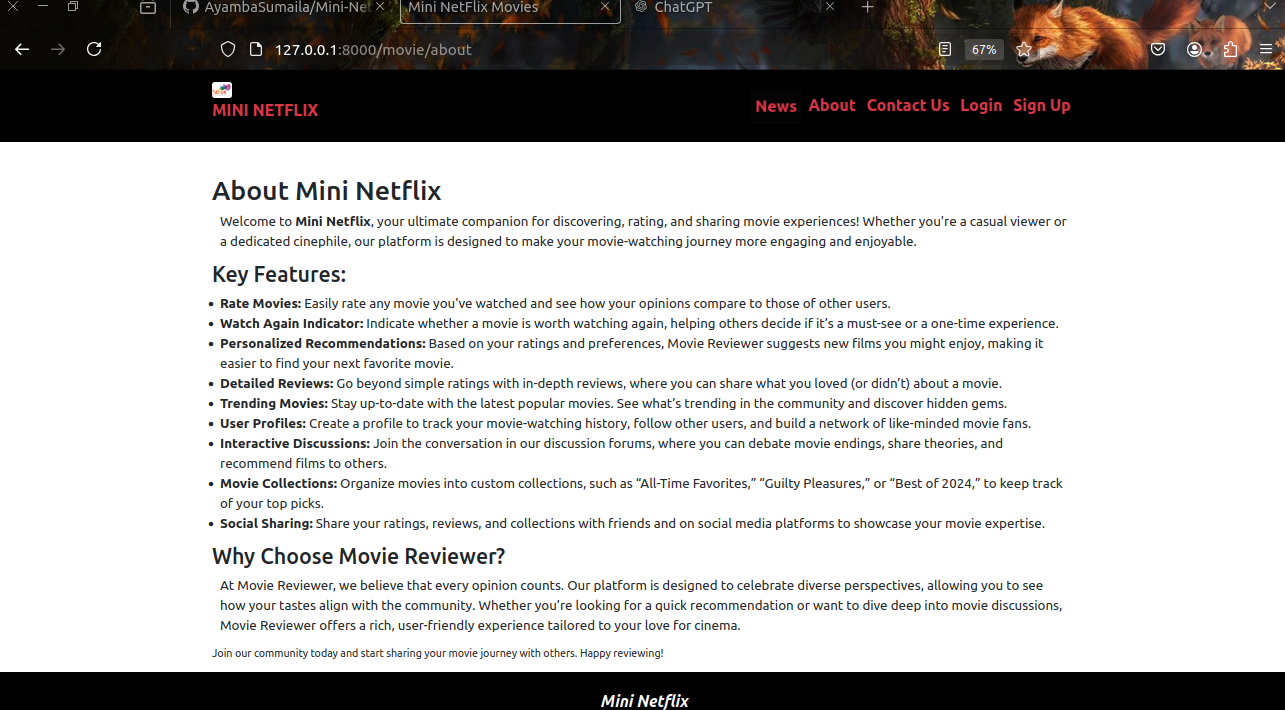 AyambaSumaila/Mini-Ne
Mini NetFlix Movies
ChatGPT
127.0.0.1:8000/movie/about
67%
MINI NETFLIX
News About Contact Us Login Sign Up
About Mini Netflix
Welcome to Mini Netflix, your ultimate companion for discovering, rating, and sharing movie experiences! Whether you're a casual viewer or
a dedicated cinephile, our platform is designed to make your movie-watching journey more engaging and enjoyable.
Key Features:
• Rate Movies: Easily rate any movie you've watched and see how your opinions compare to those of other users.
• Watch Again Indicator: Indicate whether a movie is worth watching again, helping others decide if it’s a must-see or a one-time experience.
• Personalized Recommendations: Based on your ratings and preferences, Movie Reviewer suggests new films you might enjoy, making it
easier to find your next favorite movie.
• Detailed Reviews: Go beyond simple ratings with in-depth reviews, where you can share what you loved (or didn’t) about a movie.
• Trending Movies: Stay up-to-date with the latest popular movies. See what’s trending in the community and discover hidden gems.
• User Profiles: Create a profile to track your movie-watching history, follow other users, and build a network of like-minded movie fans.
• Interactive Discussions: Join the conversation in our discussion forums, where you can debate movie endings, share theories, and
recommend films to others.
• Movie Collections: Organize movies into custom collections, such as “All-Time Favorites,” “Guilty Pleasures,” or “Best of 2024,” to keep track
of your top picks.
• Social Sharing: Share your ratings, reviews, and collections with friends and on social media platforms to showcase your movie expertise.
Why Choose Movie Reviewer?
At Movie Reviewer, we believe that every opinion counts. Our platform is designed to celebrate diverse perspectives, allowing you to see
how your tastes align with the community. Whether you’re looking for a quick recommendation or want to dive deep into movie discussions,
Movie Reviewer offers a rich, user-friendly experience tailored to your love for cinema.
Join our community today and start sharing your movie journey with others. Happy reviewing!
Mini Netflix